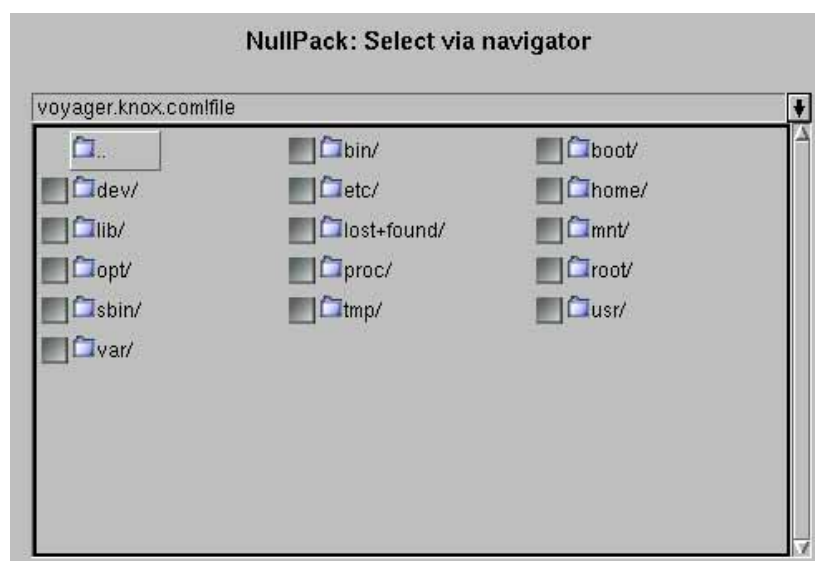 NullPack: Select via navigator
voyager.knox.com!file
.. bin/ boot/
dev/ etc/ home/
lib/ lost+found/ mnt/
opt/ proc/ root/
sbin/ tmp/ usr/
var/